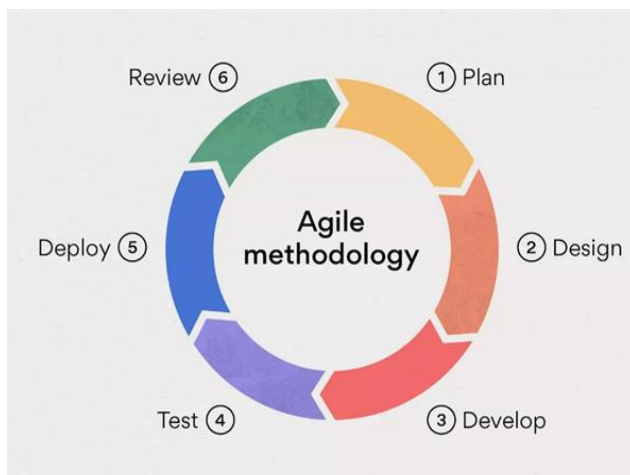 Agile
methodology
1 Plan
2 Design
3 Develop
Test 4
Deploy 5
Review 6